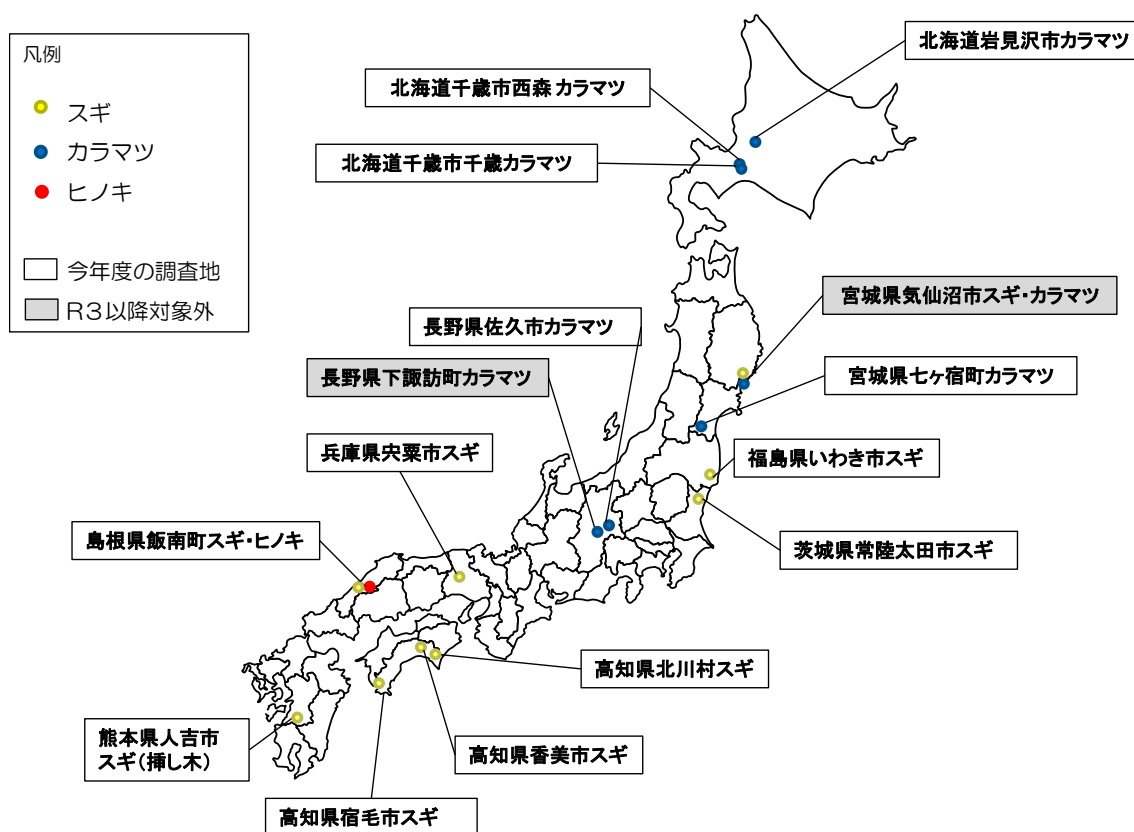 凡例
スギ
カラマツ
ヒノキ
今年度の調査地
R3以降対象外
北海道岩見沢市カラマツ
北海道千歳市西森カラマツ
北海道千歳市千歳カラマツ
宮城県気仙沼市スギ・カラマツ
長野県佐久市カラマツ
長野県下諏訪町カラマツ
宮城県七ヶ宿町カラマツ
兵庫県宍粟市スギ
福島県いわき市スギ
島根県飯南町スギ・ヒノキ
茨城県常陸太田市スギ
高知県北川村スギ
熊本県人吉市
スギ(挿し木)
高知県香美市スギ
高知県宿毛市スギ